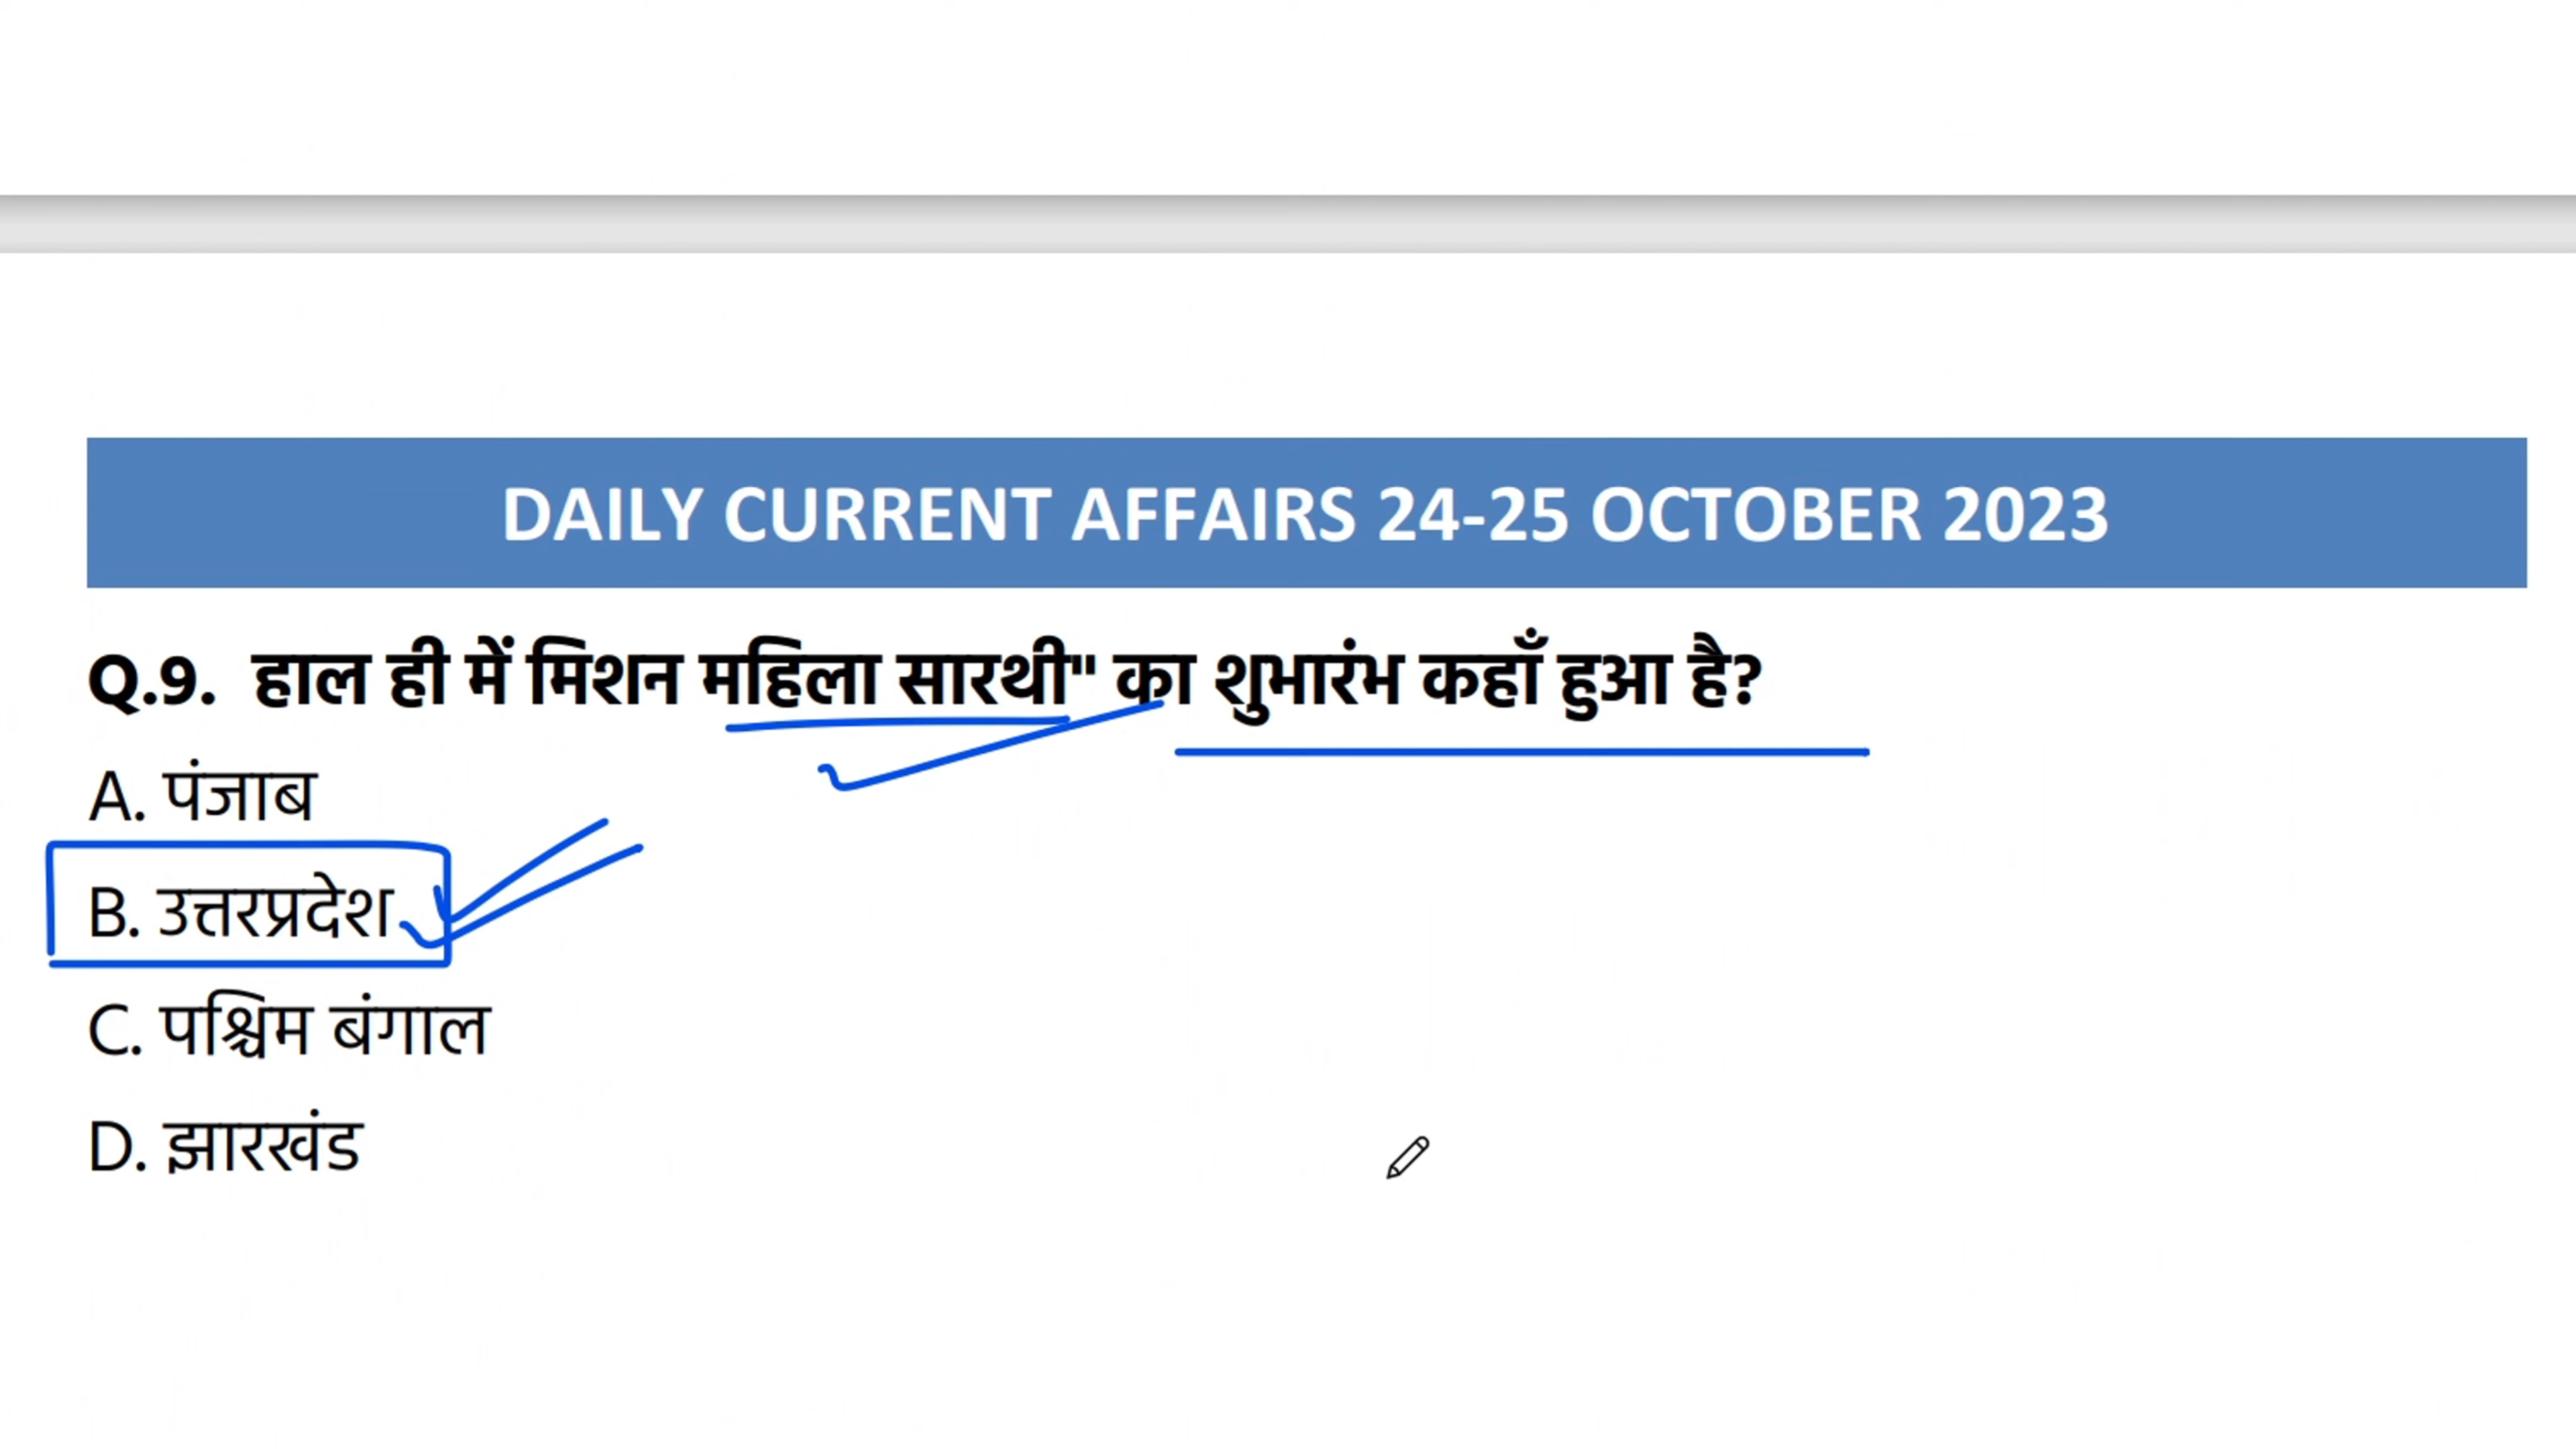 DAILY CURRENT AFFAIRS 24-25 OCTOBER 2023
Q.9. हाल ही में मिशन महिला सारथी" का शुभारंभ कहाँ हुआ है?
A. पंजाब
B. उत्तरप्रदेश
C. पश्चिम बंगाल
D. झारखंड